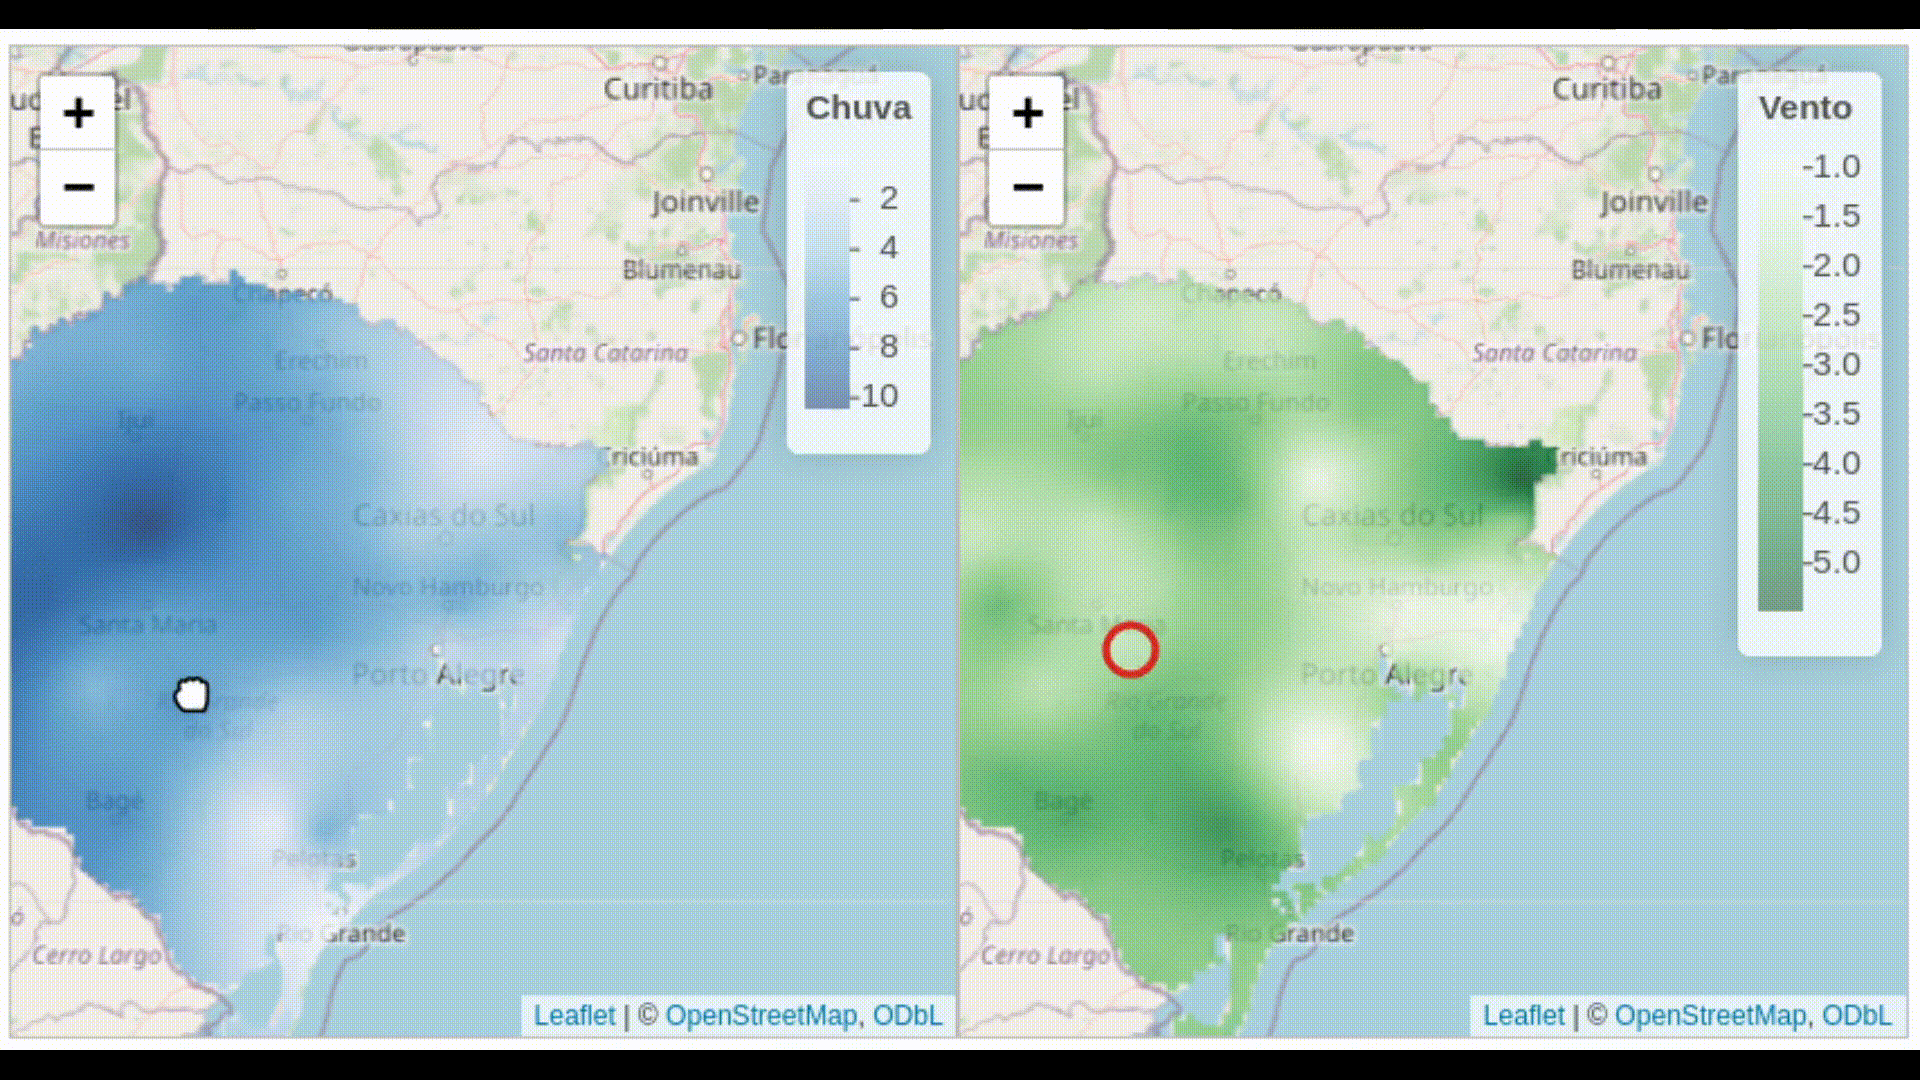 Curitiba
Joinville
Misiones
Blumenau
Chapecó
Santa Catarina
Erechim
Passo Fundo
Ijuí
Criciúma
Caxias do Sul
Novo Hamburgo
Santa Maria
Porto Alegre
Rio Grande
do Sul
Bagé
Pelotas
Rio Grande
Cerro Largo
+
−
Chuva
2
4
6
8
10
Leaflet | © OpenStreetMap, ODbL
Curitiba
Joinville
Misiones
Blumenau
Chapecó
Santa Catarina
Erechim
Passo Fundo
Ijuí
Criciúma
Caxias do Sul
Novo Hamburgo
Santa Maria
Porto Alegre
Rio Grande
do Sul
Bagé
Pelotas
Rio Grande
Cerro Largo
+
−
Vento
1.0
1.5
2.0
2.5
3.0
3.5
4.0
4.5
5.0
Leaflet | © OpenStreetMap, ODbL